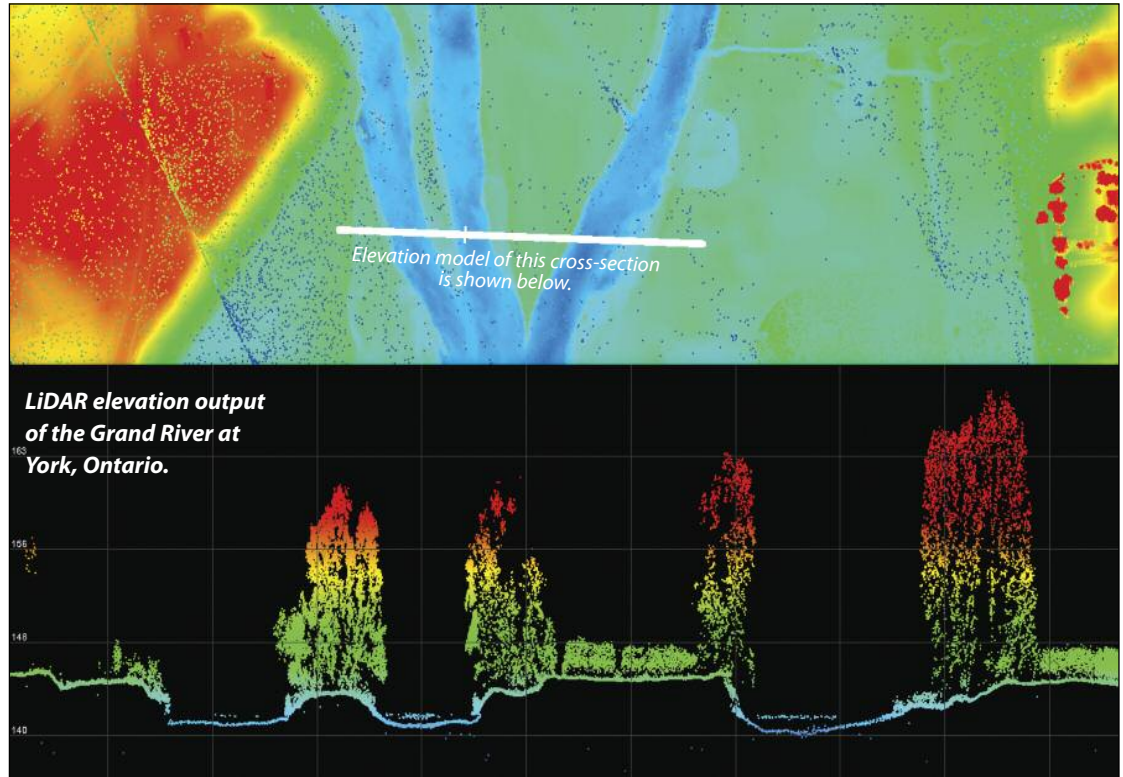 Elevation model of this cross-section
is shown below.
LiDAR elevation output
of the Grand River at
York, Ontario.
163
156
148
140